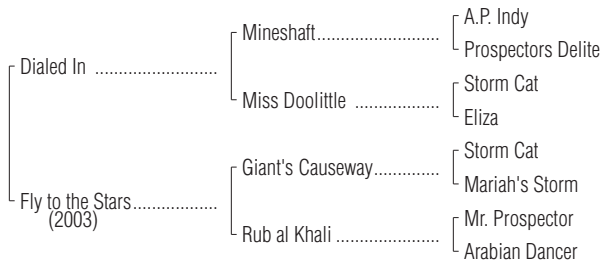 A.P. Indy
Mineshaft
Prospectors Delite
Dialed In
Storm Cat
Miss Doolittle
Eliza
Storm Cat
Giant's Causeway
Mariah's Storm
Fly to the Stars
(2003)
Mr. Prospector
Rub al Khali
Arabian Dancer